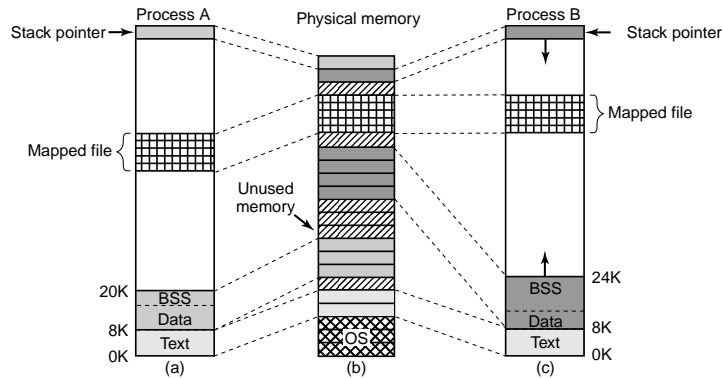 Process A
Physical memory
Process B
Stack pointer
Stack pointer
Mapped file
Mapped file
Unused
memory
20K
BSS
Data
8K
Text
0K
OS
24K
BSS
Data
8K
Text
0K
(a)
(b)
(c)